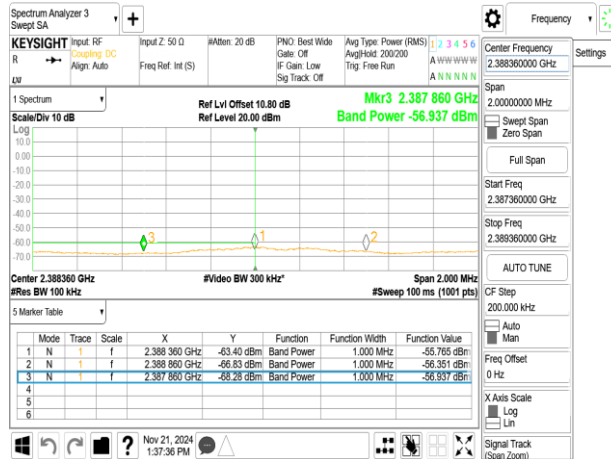 Spectrum Analyzer 3
Swept SA
Frequency
Settings
KEYSIGHT
R
LXI
Input: RF
Coupling: DC
Align: Auto
Input Z: 50 Ω
Freq Ref: Int (S)
#Atten: 20 dB
PNO: Best Wide
Gate: Off
IF Gain: Low
Sig Track: Off
Avg Type: Power (RMS)
Avg|Hold: 200/200
Trig: Free Run
1 2 3 4 5 6
A W W W W W
A N N N N N
1 Spectrum
Scale/Div 10 dB
Ref Lvl Offset 10.80 dB
Ref Level 20.00 dBm
Mkr3 2.387 860 GHz
Band Power -56.937 dBm
Log
10.0
0.00
-10.0
-20.0
-30.0
-40.0
-50.0
-60.0
-70.0
3
1
2
Center 2.388360 GHz
#Res BW 100 kHz
#Video BW 300 kHz*
Span 2.000 MHz
#Sweep 100 ms (1001 pts)
5 Marker Table
Mode Trace Scale X Y Function Function Width Function Value
1 N 1 f 2.388 360 GHz -63.40 dBm Band Power 1.000 MHz -55.765 dBm
2 N 1 f 2.388 860 GHz -66.83 dBm Band Power 1.000 MHz -56.351 dBm
3 N 1 f 2.387 860 GHz -68.28 dBm Band Power 1.000 MHz -56.937 dBm
4
5
6
Nov 21, 2024
1:37:36 PM
Center Frequency
2.388360000 GHz
Span
2.00000000 MHz
Swept Span
Zero Span
Full Span
Start Freq
2.387360000 GHz
Stop Freq
2.389360000 GHz
AUTO TUNE
CF Step
200.000 kHz
Auto
Man
Freq Offset
0 Hz
X Axis Scale
Log
Lin
Signal Track
(Span Zoom)